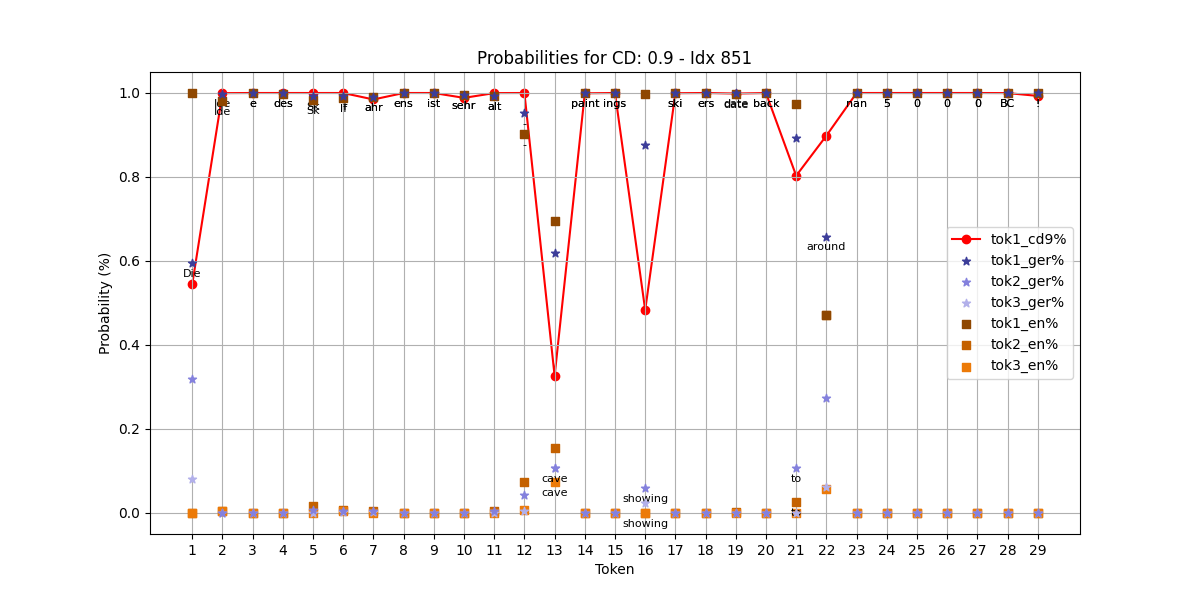 Probabilities for CD: 0.9 - Idx 851
Probability (%)
1.0
0.8
0.6
0.4
0.2
0.0
e des ens ist sehr alt paint ings ski ers date back nan 5 0 0 0 BC
Ide Sk If ahr
-
-
Die
around
cave
cave
showing
showing
to
to
tok1_cd9%
tok1_ger%
tok2_ger%
tok3_ger%
tok1_en%
tok2_en%
tok3_en%
1 2 3 4 5 6 7 8 9 10 11 12 13 14 15 16 17 18 19 20 21 22 23 24 25 26 27 28 29
Token